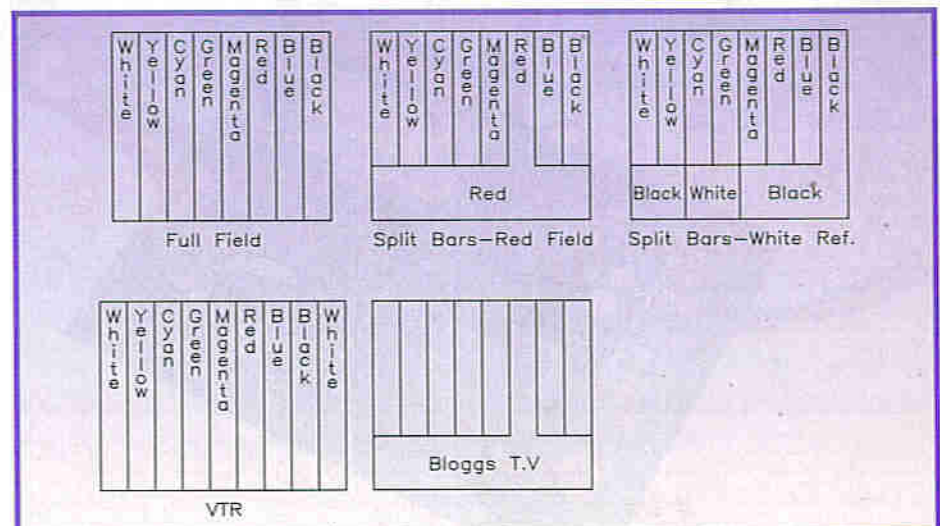 White Yellow Cyan Green Magenta Red Blue Black
Full Field
White Yellow Cyan Green Magenta Red Blue Black
Red
Split Bars-Red Field
White Yellow Cyan Green Magenta Red Blue Black
Black White Black
Split Bars-White Ref.
White Yellow Cyan Green Magenta Red Blue Black White
VTR
Bloggs T.V